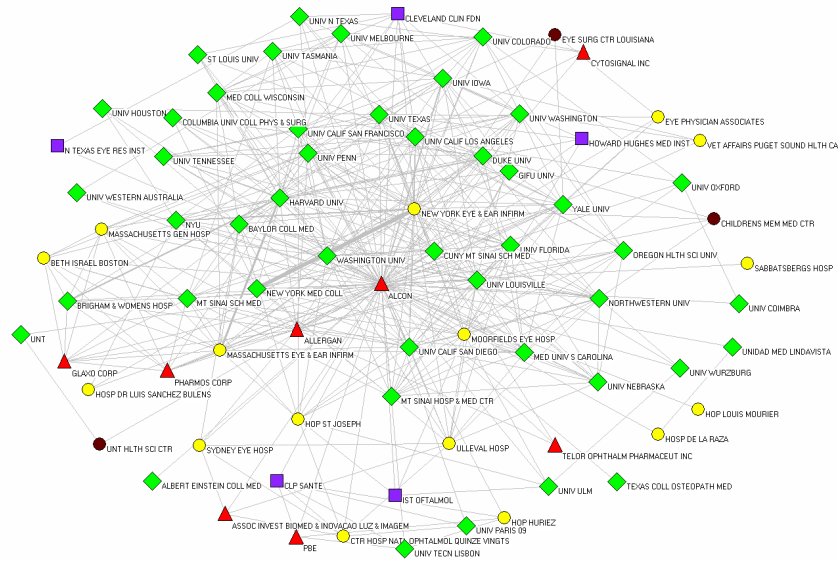 UNIV N TEXAS
CLEVELAND CLIN FDN
UNIV MELBOURNE
UNIV COLORADO
EYE SURG CTR LOUISIANA
ST LOUIS UNIV
UNIV TASMANIA
CYTOSIGNAL INC
UNIV IOWA
MED COLL WISCONSIN
UNIV HOUSTON
COLUMBIA UNIV COLL PHYS & SURG
UNIV TEXAS
UNIV WASHINGTON
EYE PHYSICIAN ASSOCIATES
UNIV CALIF SAN FRANCISCO
UNIV CALIF LOS ANGELES
HOWARD HUGHES MED INST
VET AFFAIRS PUGET SOUND HLTH CA
N TEXAS EYE RES INST
UNIV TENNESSEE
UNIV PENN
DUKE UNIV
GIFU UNIV
UNIV OXFORD
UNIV WESTERN AUSTRALIA
HARVARD UNIV
NEW YORK EYE & EAR INFIRM
YALE UNIV
CHILDRENS MEM MED CTR
NYU
BAYLOR COLL MED
MASSACHUSETTS GEN HOSP
UNIV FLORIDA
CUNY MT SINAI SCH MED
OREGON HLTH SCI UNIV
BETH ISRAEL BOSTON
WASHINGTON UNIV
SABBATSBERGS HOSP
UNIV LOUISVILLE
NEW YORK MED COLL
ALCON
BRIGHAM & WOMENS HOSP
MT SINAI SCH MED
NORTHWESTERN UNIV
UNIV COIMBRA
UNT
ALLERGAN
MOORFIELDS EYE HOSP
MASSACHUSETTS EYE & EAR INFIRM
UNIV CALIF SAN DIEGO
MED UNIV S CAROLINA
UNIDAD MED LINDAVISTA
GLAXO CORP
PHARMOS CORP
UNIV WURZBURG
HOSP DR LUIS SANCHEZ BULENS
UNIV NEBRASKA
MT SINAI HOSP & MED CTR
HOP LOUIS MOURIER
HOP ST JOSEPH
HOSP DE LA RAZA
UNT HLTH SCI CTR
SYDNEY EYE HOSP
ULLEVAL HOSP
TELOR OPHTHALM PHARMACEUT INC
ALBERT EINSTEIN COLL MED
CLP SANTE
IST OFTALMOL
UNIV ULM
TEXAS COLL OSTEOPATH MED
ASSOC INVEST BIOMED & INOVACAO LUZ & IMAGEM
HOP HURIEZ
UNIV PARIS 09
PBE
CTR HOSP NATL OPHTALMOL QUINZE VINGTS
UNIV TECN LISBON